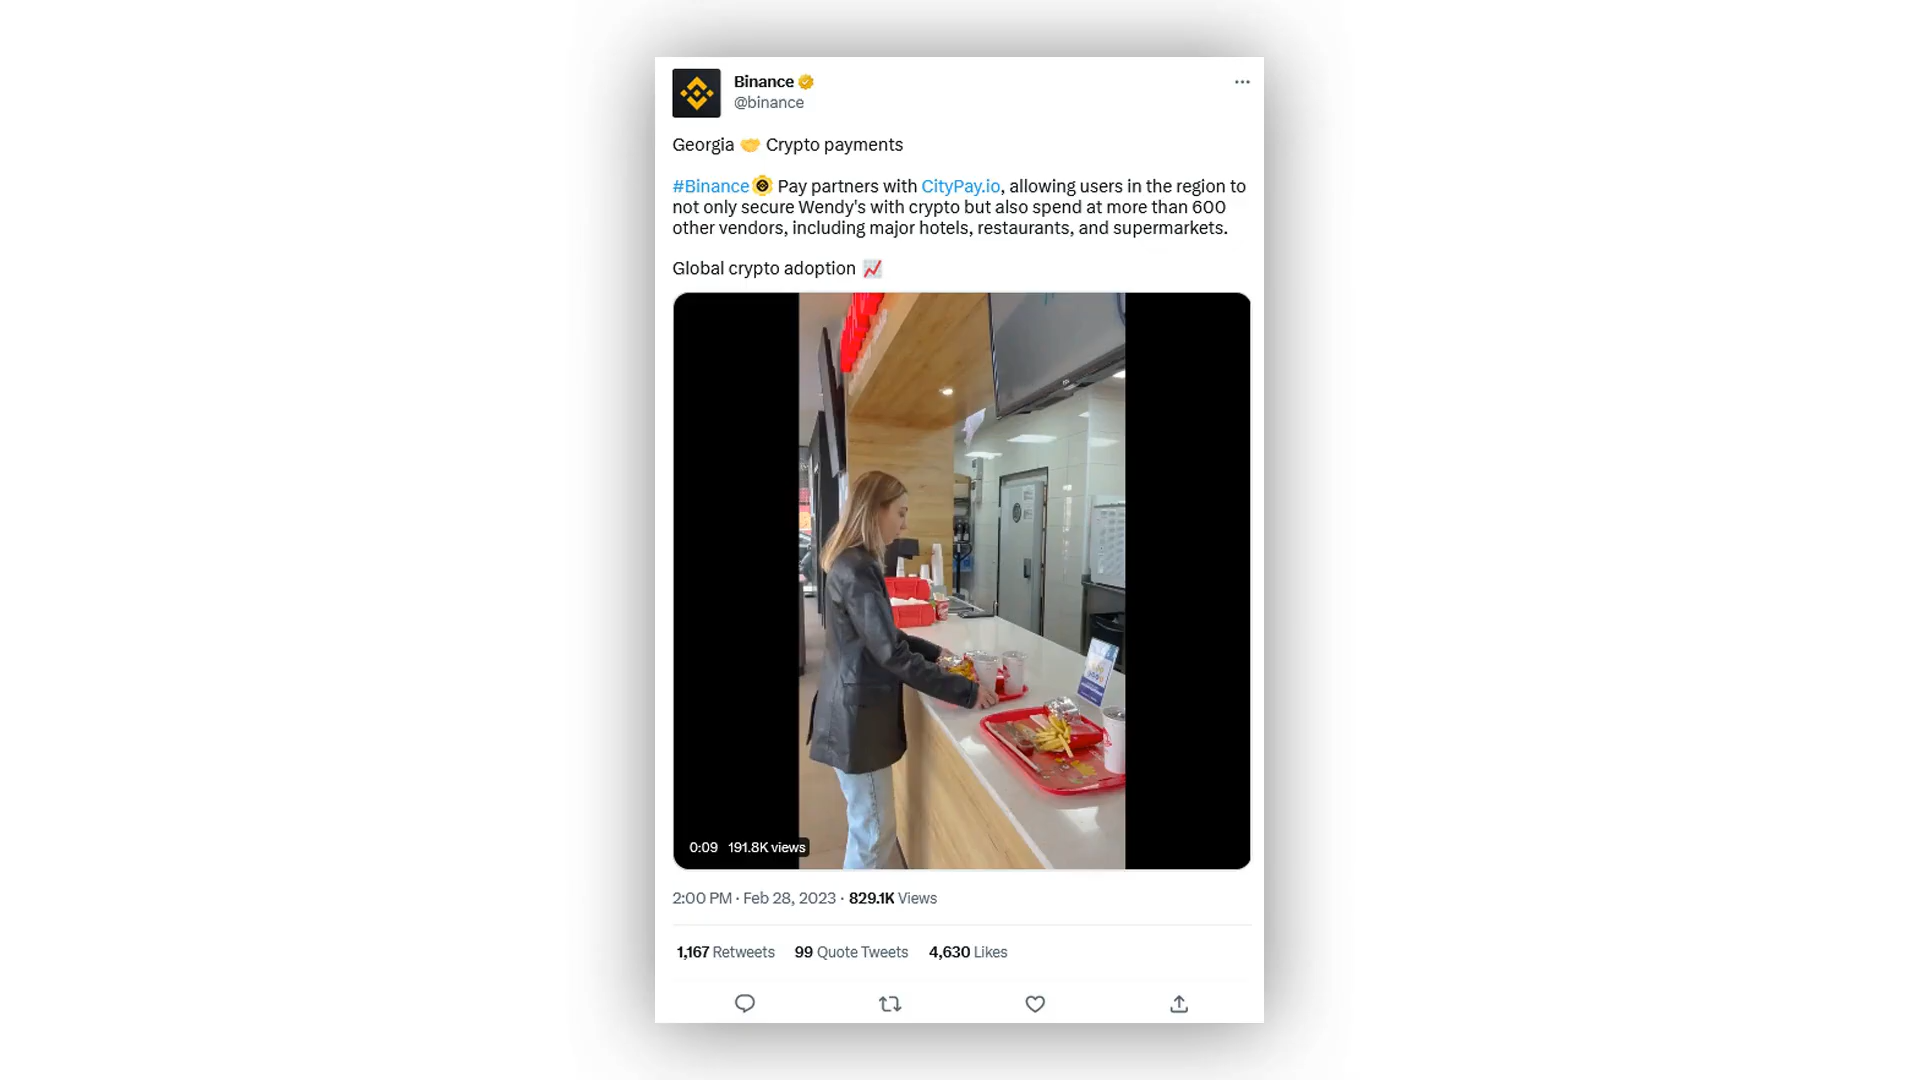 Binance
@binance
Georgia 🤝 Crypto payments
#Binance Pay partners with CityPay.io, allowing users in the region to
not only secure Wendy's with crypto but also spend at more than 600
other vendors, including major hotels, restaurants, and supermarkets.
Global crypto adoption 📈
0:09 191.8K views
2:00 PM · Feb 28, 2023 · 829.1K Views
1,167 Retweets 99 Quote Tweets 4,630 Likes